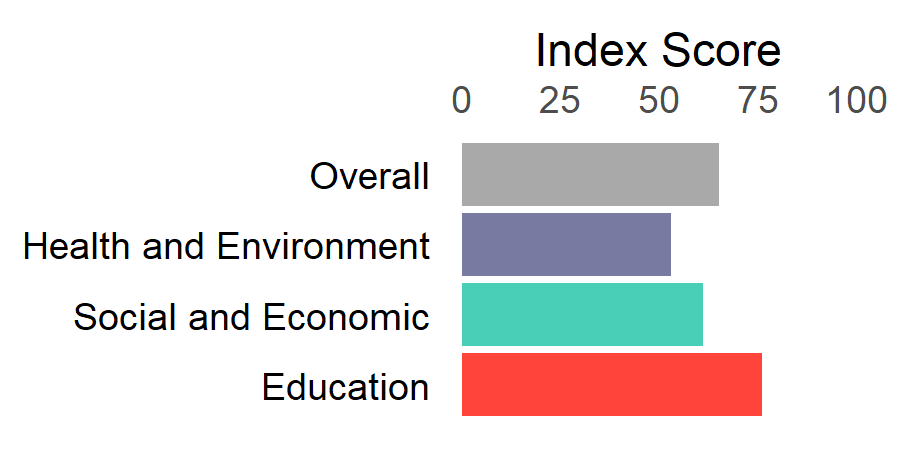 Index Score
0 25 50 75 100
Overall
Health and Environment
Social and Economic
Education